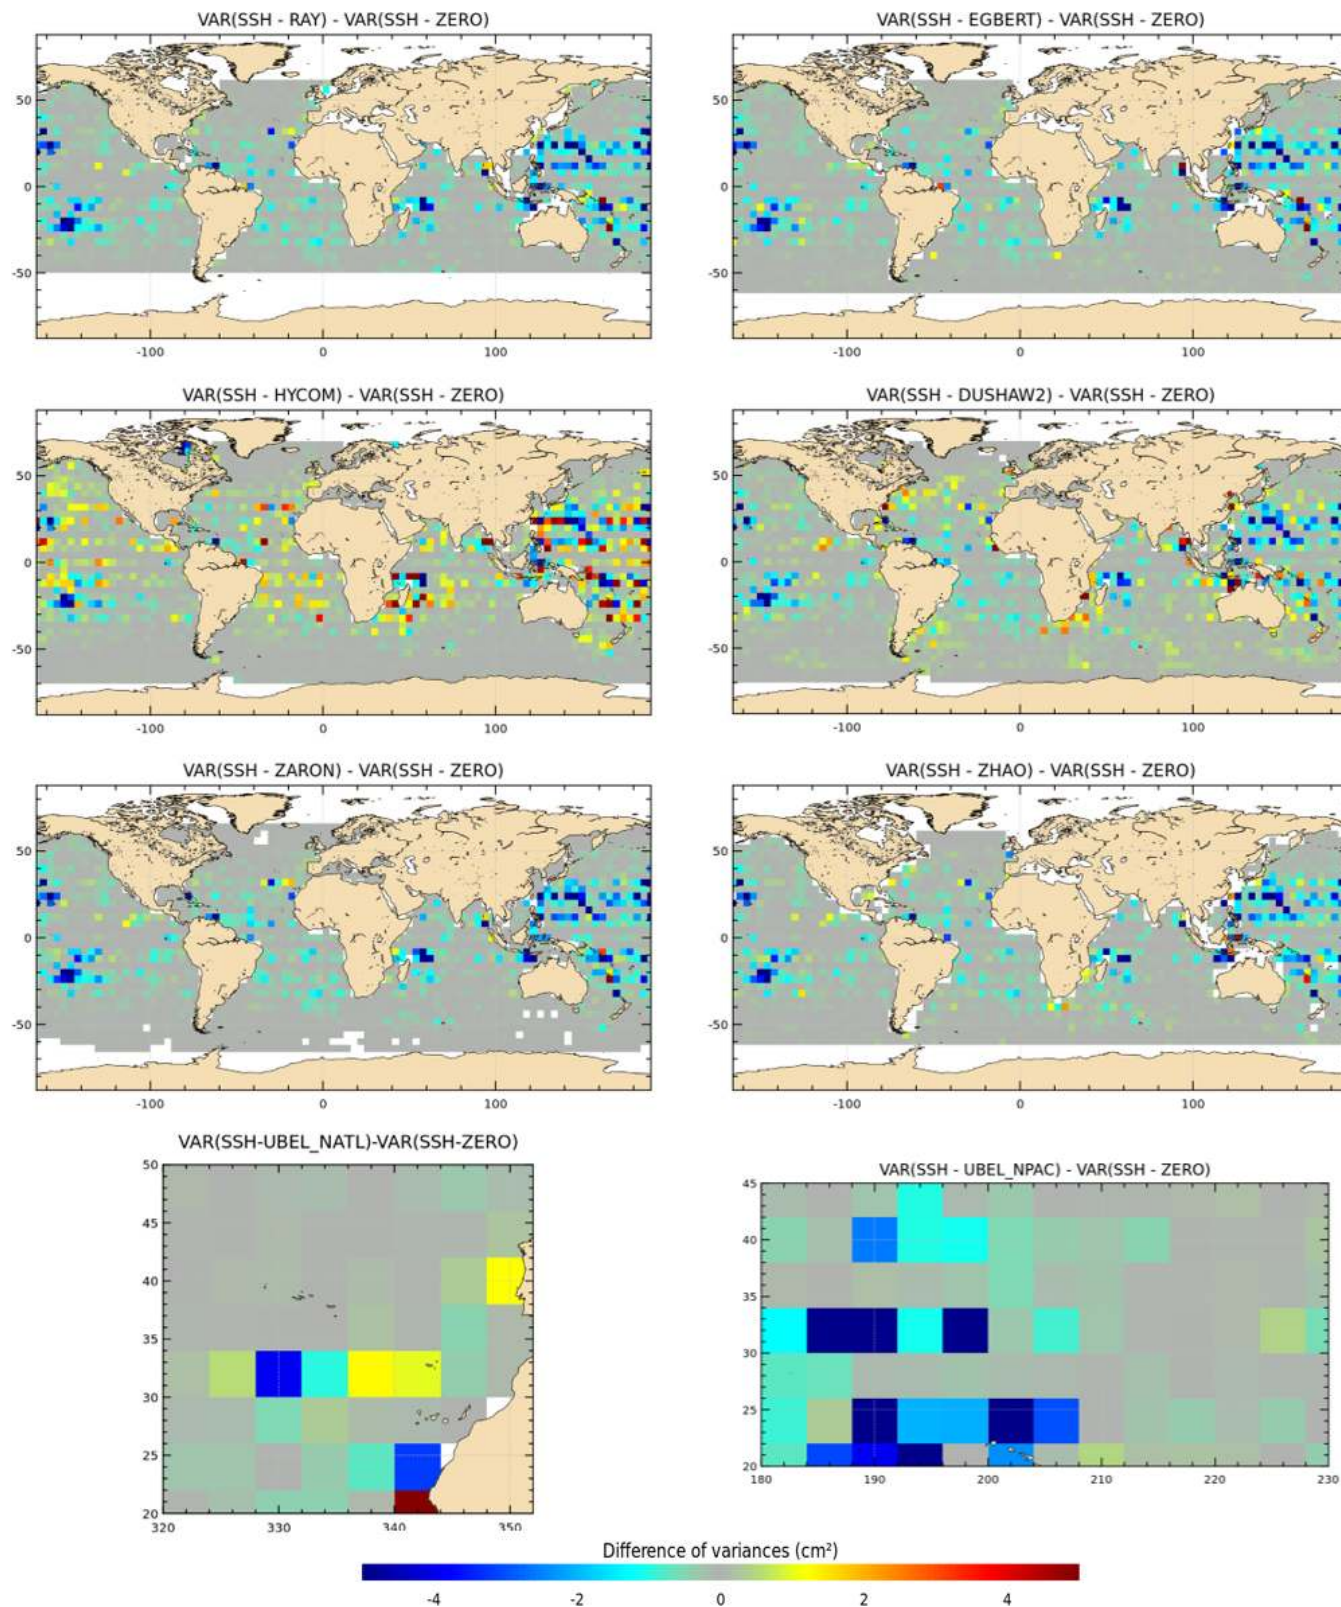 VAR(SSH - RAY) - VAR(SSH - ZERO)
VAR(SSH - EGBERT) - VAR(SSH - ZERO)
50
0
-50
-100 0 100
50
0
-50
-100 0 100
VAR(SSH - HYCOM) - VAR(SSH - ZERO)
VAR(SSH - DUSHAW2) - VAR(SSH - ZERO)
50
0
-50
-100 0 100
50
0
-50
-100 0 100
VAR(SSH - ZARON) - VAR(SSH - ZERO)
VAR(SSH - ZHAO) - VAR(SSH - ZERO)
50
0
-50
-100 0 100
50
0
-50
-100 0 100
VAR(SSH-UBEL_NATL)-VAR(SSH-ZERO)
50
45
40
35
30
25
20
320 330 340 350
VAR(SSH - UBEL_NPAC) - VAR(SSH - ZERO)
45
40
35
30
25
20
180 190 200 210 220 230
Difference of variances (cm²)
-4 -2 0 2 4